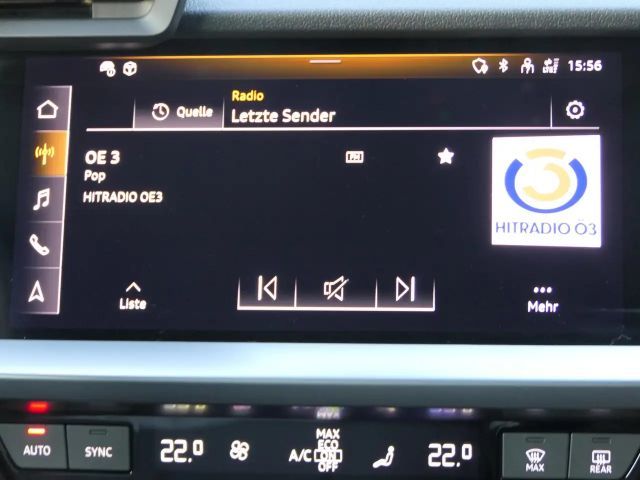 15:56
Quelle
Radio
Letzte Sender
OE 3
FM
Pop
HITRADIO OE3
HITRADIO Ö3
Liste
Mehr
AUTO
SYNC
22.0
A/C
MAX
ECO
ON
OFF
22.0
MAX
REAR